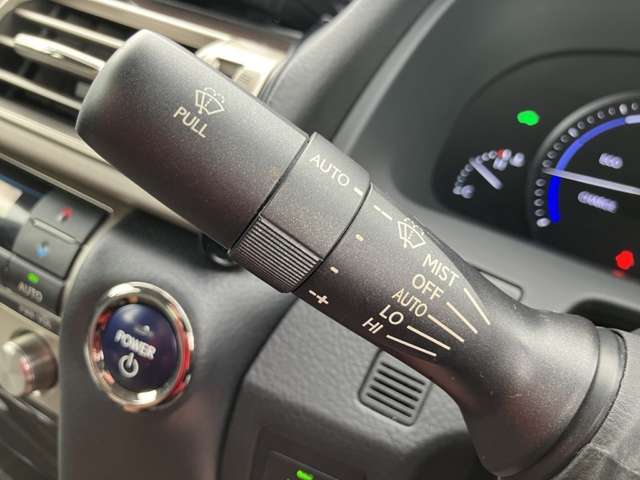 PULL
AUTO
- +
MIST
OFF
AUTO
LO
HI
POWER
AUTO
ECO
CHARGE
C
H